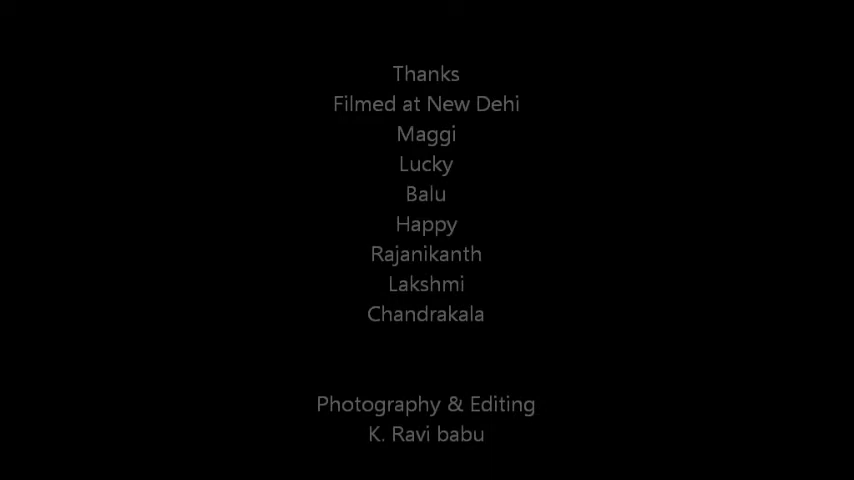 Thanks
Filmed at New Dehi
Maggi
Lucky
Balu
Happy
Rajanikanth
Lakshmi
Chandrakala
Photography & Editing
K. Ravi babu